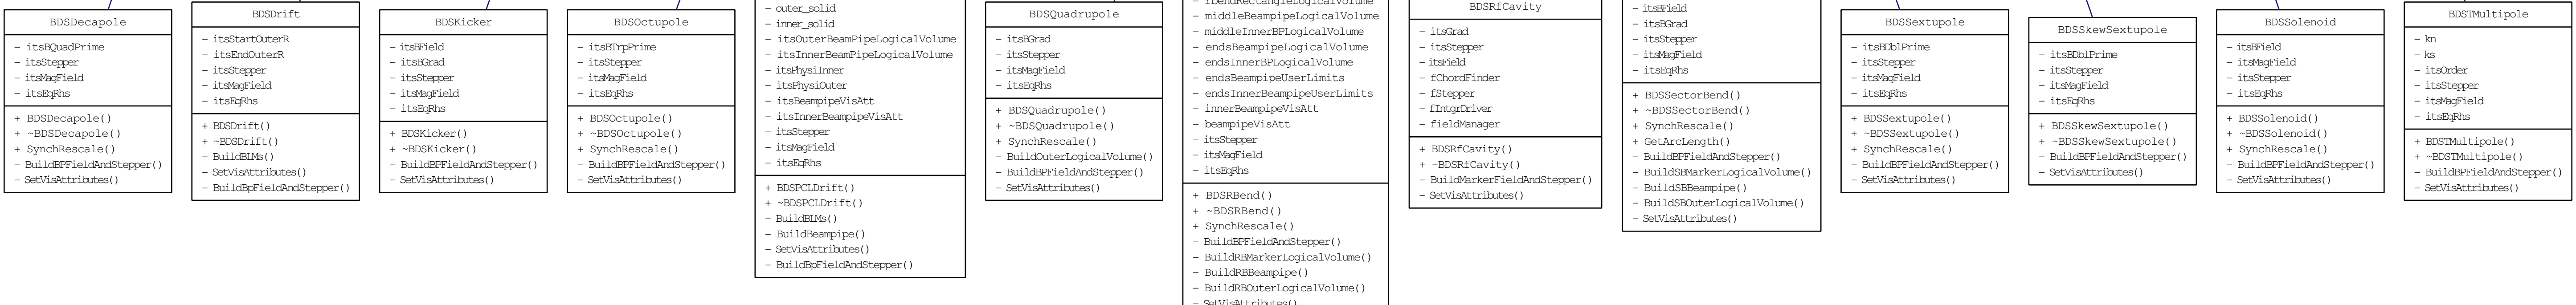 BDSDecapole
- itsBQuadPrime
- itsStepper
- itsMagField
- itsEqRhs
+ BDSDecapole()
+ ~BDSDecapole()
+ SynchRescale()
- BuildBPFieldAndStepper()
- SetVisAttributes()
BDSDrift
- itsStartOuterR
- itsEndOuterR
- itsStepper
- itsMagField
- itsEqRhs
+ BDSDrift()
+ ~BDSDrift()
- BuildBLMs()
- SetVisAttributes()
- BuildBpFieldAndStepper()
BDSKicker
- itsBField
- itsBGrad
- itsStepper
- itsMagField
- itsEqRhs
+ BDSKicker()
+ ~BDSKicker()
- BuildBPFieldAndStepper()
- SetVisAttributes()
BDSOctupole
- itsBTrpPrime
- itsStepper
- itsMagField
- itsEqRhs
+ BDSOctupole()
+ ~BDSOctupole()
+ SynchRescale()
- BuildBPFieldAndStepper()
- SetVisAttributes()
- outer_solid
- inner_solid
- itsOuterBeamPipeLogicalVolume
- itsInnerBeamPipeLogicalVolume
- itsPhysiInner
- itsPhysiOuter
- itsBeampipeVisAtt
- itsInnerBeampipeVisAtt
- itsStepper
- itsMagField
- itsEqRhs
+ BDSPCLDrift()
+ ~BDSPCLDrift()
- BuildBLMs()
- BuildBeampipe()
- SetVisAttributes()
- BuildBpFieldAndStepper()
BDSQuadrupole
- itsBGrad
- itsStepper
- itsMagField
- itsEqRhs
+ BDSQuadrupole()
+ ~BDSQuadrupole()
+ SynchRescale()
- BuildOuterLogicalVolume()
- BuildBPFieldAndStepper()
- SetVisAttributes()
- rbendRectangleLogicalVolume
- middleBeampipeLogicalVolume
- middleInnerBPLogicalVolume
- endsBeampipeLogicalVolume
- endsInnerBPLogicalVolume
- endsBeampipeUserLimits
- endsInnerBeampipeUserLimits
- innerBeampipeVisAtt
- beampipeVisAtt
- itsStepper
- itsMagField
- itsEqRhs
+ BDSRBend()
+ ~BDSRBend()
+ SynchRescale()
- BuildBPFieldAndStepper()
- BuildRBMarkerLogicalVolume()
- BuildRBBeampipe()
- BuildRBOuterLogicalVolume()
- SetVisAttributes()
BDSRfCavity
- itsGrad
- itsStepper
- itsField
- fChordFinder
- fStepper
- fIntgrDriver
- fieldManager
+ BDSRfCavity()
+ ~BDSRfCavity()
- BuildMarkerFieldAndStepper()
- SetVisAttributes()
- itsBField
- itsBGrad
- itsStepper
- itsMagField
- itsEqRhs
+ BDSSectorBend()
+ ~BDSSectorBend()
+ SynchRescale()
+ GetArcLength()
- BuildBPFieldAndStepper()
- BuildSBMarkerLogicalVolume()
- BuildSBBeampipe()
- BuildSBOuterLogicalVolume()
- SetVisAttributes()
BDSSextupole
- itsBDblPrime
- itsStepper
- itsMagField
- itsEqRhs
+ BDSSextupole()
+ ~BDSSextupole()
+ SynchRescale()
- BuildBPFieldAndStepper()
- SetVisAttributes()
BDSSkewSextupole
- itsBDblPrime
- itsStepper
- itsMagField
- itsEqRhs
+ BDSSkewSextupole()
+ ~BDSSkewSextupole()
- BuildBPFieldAndStepper()
- SetVisAttributes()
BDSSolenoid
- itsBField
- itsMagField
- itsStepper
- itsEqRhs
+ BDSSolenoid()
+ ~BDSSolenoid()
+ SynchRescale()
- BuildBPFieldAndStepper()
- SetVisAttributes()
BDSTMultipole
- kn
- ks
- itsOrder
- itsStepper
- itsMagField
- itsEqRhs
+ BDSTMultipole()
+ ~BDSTMultipole()
- BuildBPFieldAndStepper()
- SetVisAttributes()